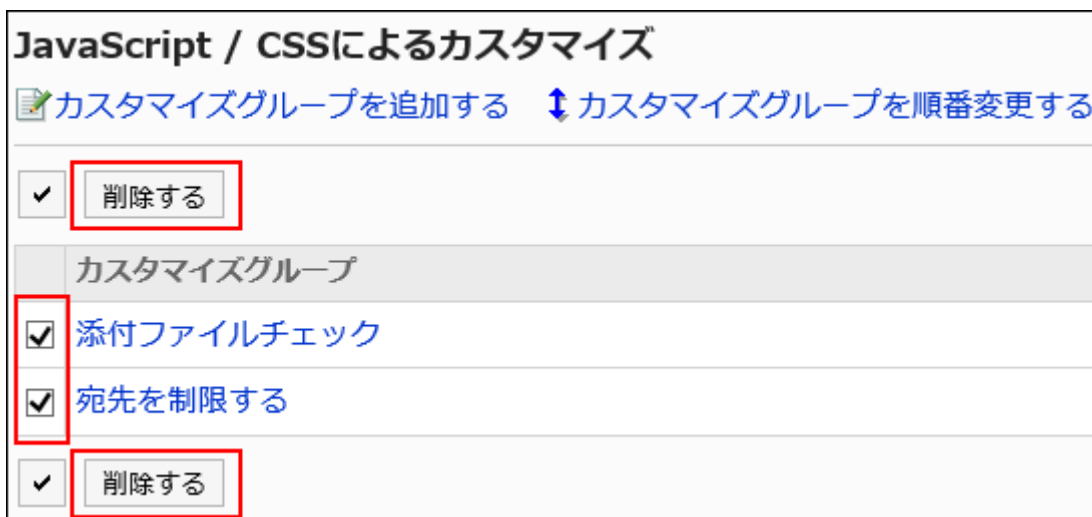 JavaScript / CSSによるカスタマイズ
カスタマイズグループを追加する カスタマイズグループを順番変更する
削除する
カスタマイズグループ
添付ファイルチェック
宛先を制限する
削除する